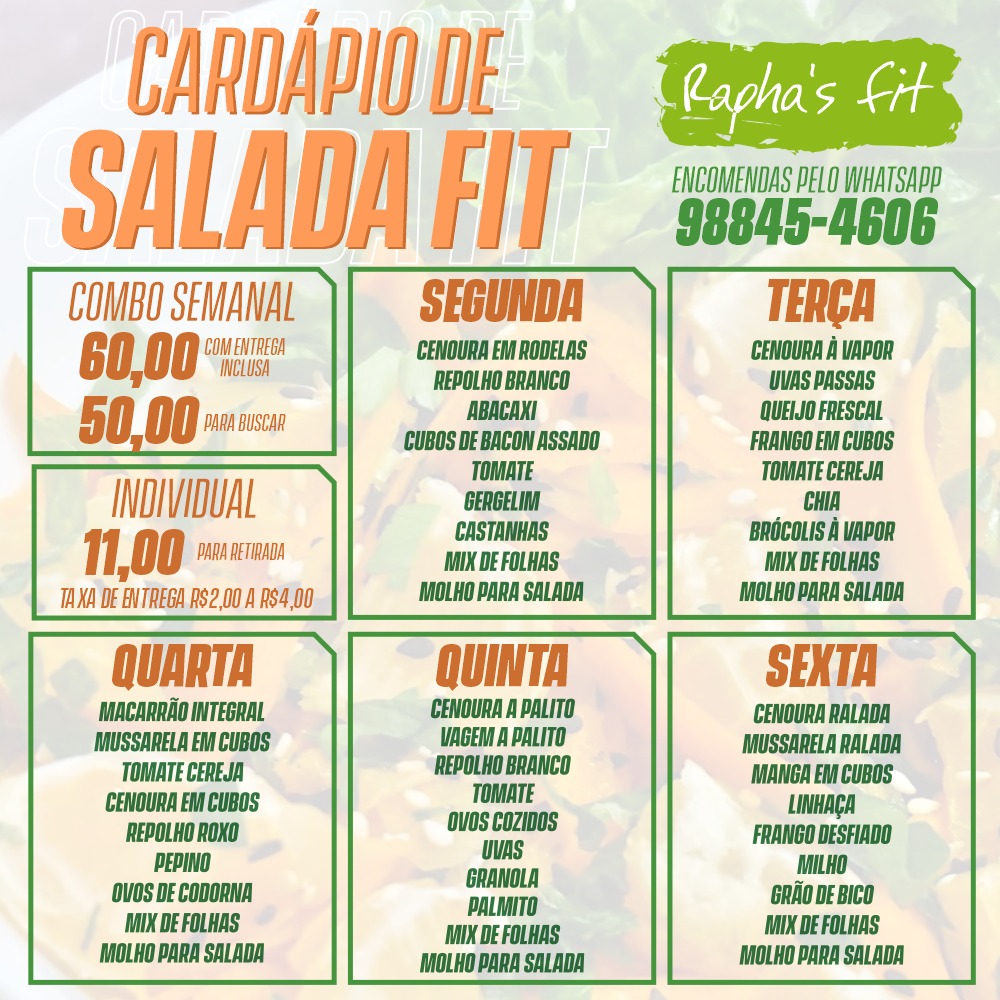 CARDÁPIO DE
SALADA FIT
Rapha's fit
ENCOMENDAS PELO WHATSAPP
98845-4606
COMBO SEMANAL
60,00 COM ENTREGA
INCLUSA
50,00 PARA BUSCAR
INDIVIDUAL
11,00 PARA RETIRADA
TAXA DE ENTREGA R$2,00 A R$4,00
SEGUNDA
CENOURA EM RODELAS
REPOLHO BRANCO
ABACAXI
CUBOS DE BACON ASSADO
TOMATE
GERGELIM
CASTANHAS
MIX DE FOLHAS
MOLHO PARA SALADA
TERÇA
CENOURA À VAPOR
UVAS PASSAS
QUEIJO FRESCAL
FRANGO EM CUBOS
TOMATE CEREJA
CHIA
BRÓCOLIS À VAPOR
MIX DE FOLHAS
MOLHO PARA SALADA
QUARTA
MACARRÃO INTEGRAL
MUSSARELA EM CUBOS
TOMATE CEREJA
CENOURA EM CUBOS
REPOLHO ROXO
PEPINO
OVOS DE CODORNA
MIX DE FOLHAS
MOLHO PARA SALADA
QUINTA
CENOURA A PALITO
VAGEM A PALITO
REPOLHO BRANCO
TOMATE
OVOS COZIDOS
UVAS
GRANOLA
PALMITO
MIX DE FOLHAS
MOLHO PARA SALADA
SEXTA
CENOURA RALADA
MUSSARELA RALADA
MANGA EM CUBOS
LINHAÇA
FRANGO DESFIADO
MILHO
GRÃO DE BICO
MIX DE FOLHAS
MOLHO PARA SALADA